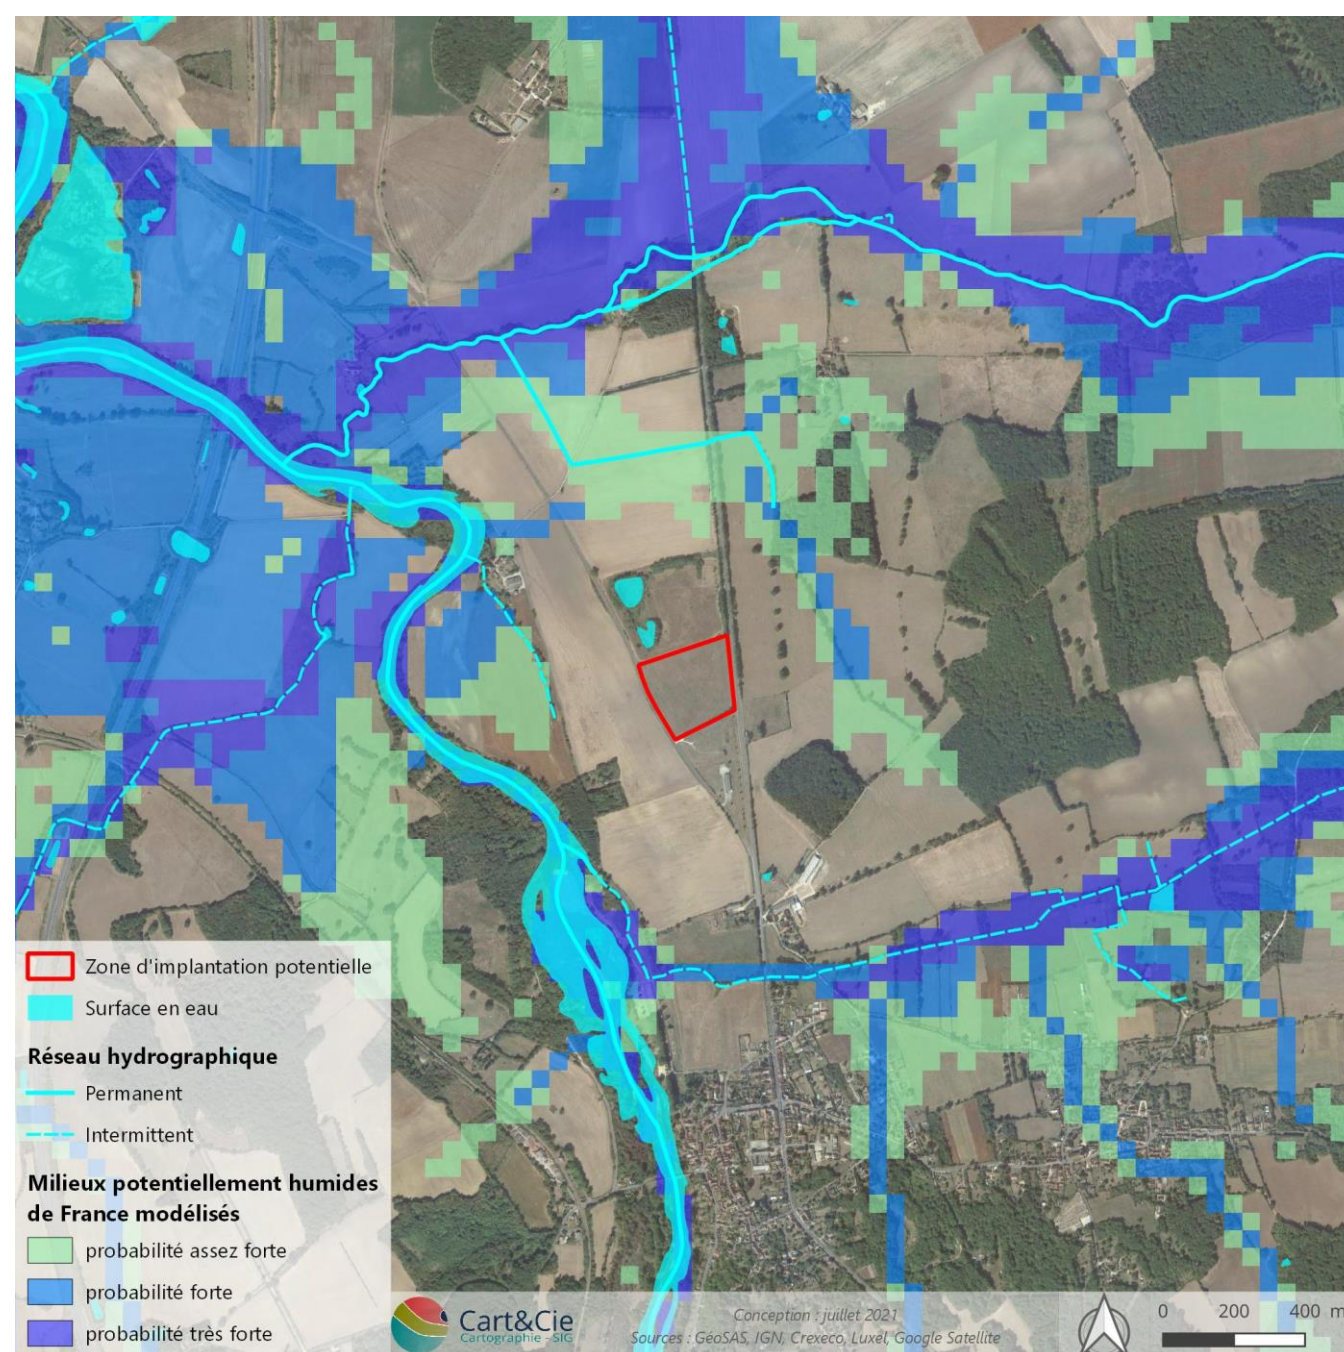 Zone d'implantation potentielle
Surface en eau
Réseau hydrographique
Permanent
Intermittent
Milieux potentiellement humides
de France modélisés
probabilité assez forte
probabilité forte
probabilité très forte
Cart&Cie
Cartographie - SIG
Conception : juillet 2021
Sources : GéoSAS, IGN, Crexeco, Luxel, Google Satellite
0 200 400 m